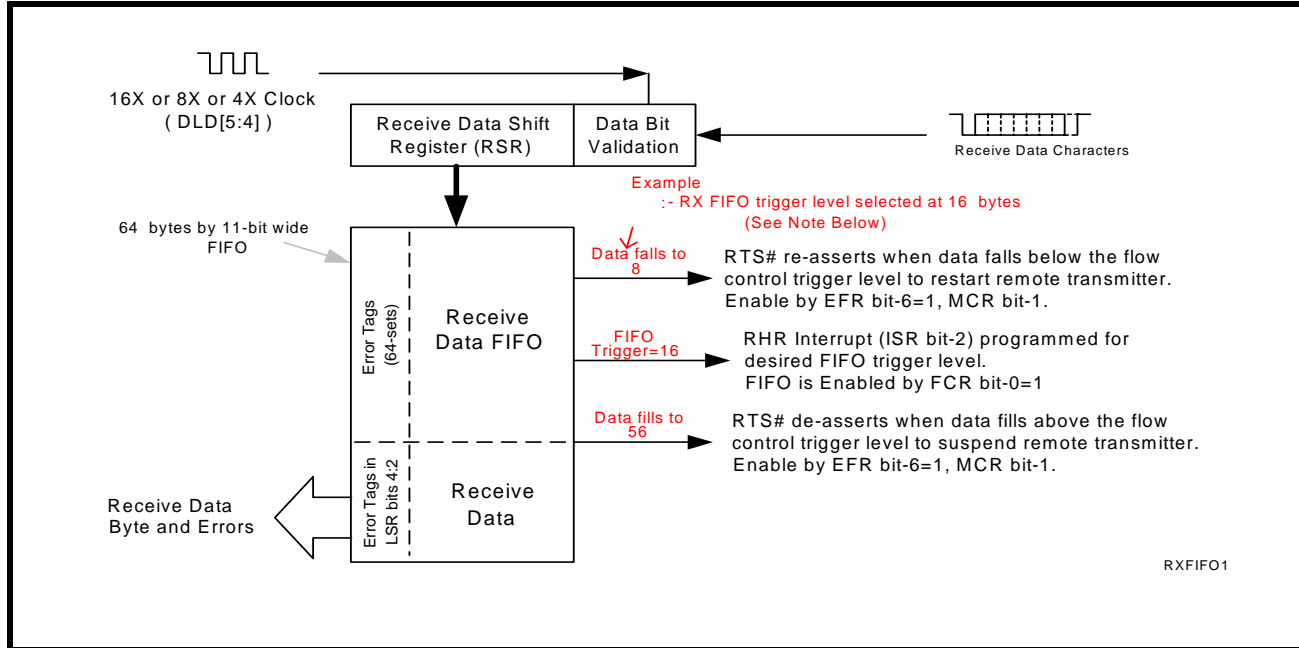 16X or 8X or 4X Clock
( DLD[5:4] )
Receive Data Shift
Register (RSR)
Data Bit
Validation
Receive Data Characters
Example
:- RX FIFO trigger level selected at 16 bytes
(See Note Below)
64 bytes by 11-bit wide
FIFO
Error Tags
(64-sets)
Receive
Data FIFO
Data falls to
8
RTS# re-asserts when data falls below the flow
control trigger level to restart remote transmitter.
Enable by EFR bit-6=1, MCR bit-1.
FIFO
Trigger=16
RHR Interrupt (ISR bit-2) programmed for
desired FIFO trigger level.
FIFO is Enabled by FCR bit-0=1
Data fills to
56
RTS# de-asserts when data fills above the flow
control trigger level to suspend remote transmitter.
Enable by EFR bit-6=1, MCR bit-1.
Error Tags in
LSR bits 4:2
Receive
Data
Receive Data
Byte and Errors
RXFIFO1